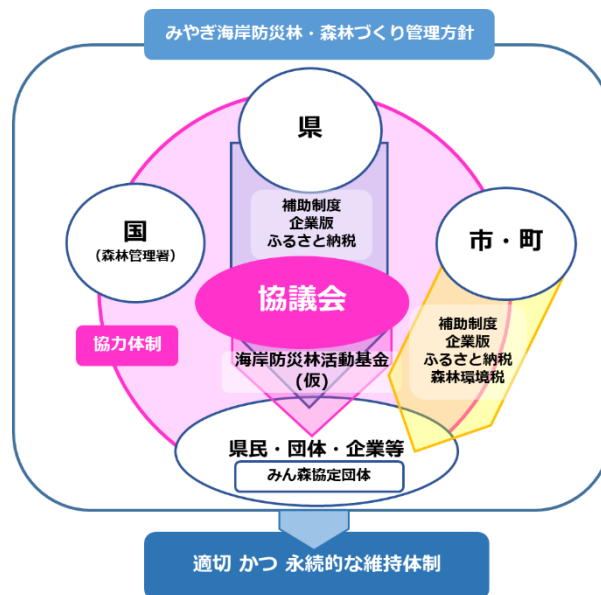 みやぎ海岸防災林・森林づくり管理方針
県
補助制度
企業版
ふるさと納税
国
（森林管理署）
市・町
協議会
補助制度
企業版
ふるさと納税
森林環境税
協力体制
海岸防災林活動基金
(仮)
県民・団体・企業等
みん森協定団体
適切 かつ 永続的な維持体制